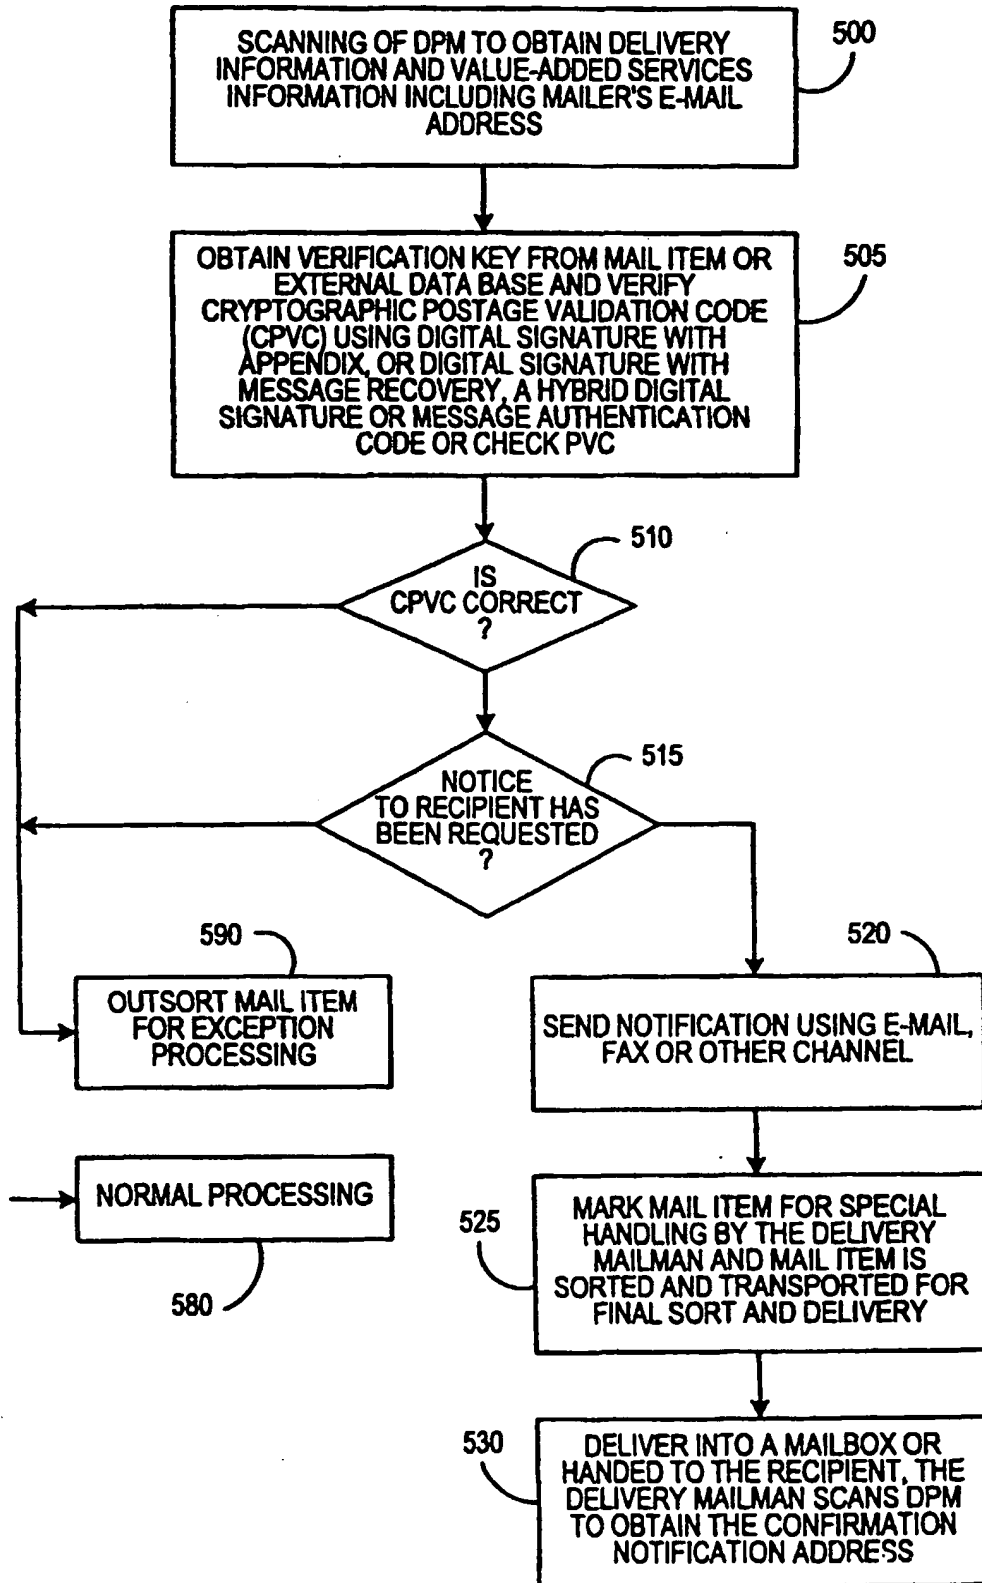 SCANNING OF DPM TO OBTAIN DELIVERY
INFORMATION AND VALUE-ADDED SERVICES
INFORMATION INCLUDING MAILER'S E-MAIL
ADDRESS
500
OBTAIN VERIFICATION KEY FROM MAIL ITEM OR
EXTERNAL DATA BASE AND VERIFY
CRYPTOGRAPHIC POSTAGE VALIDATION CODE
(CPVC) USING DIGITAL SIGNATURE WITH
APPENDIX, OR DIGITAL SIGNATURE WITH
MESSAGE RECOVERY, A HYBRID DIGITAL
SIGNATURE OR MESSAGE AUTHENTICATION
CODE OR CHECK PVC
505
IS
CPVC CORRECT
?
510
NOTICE
TO RECIPIENT HAS
BEEN REQUESTED
?
515
590
OUTSORT MAIL ITEM
FOR EXCEPTION
PROCESSING
520
SEND NOTIFICATION USING E-MAIL,
FAX OR OTHER CHANNEL
NORMAL PROCESSING
580
525
MARK MAIL ITEM FOR SPECIAL
HANDLING BY THE DELIVERY
MAILMAN AND MAIL ITEM IS
SORTED AND TRANSPORTED FOR
FINAL SORT AND DELIVERY
530
DELIVER INTO A MAILBOX OR
HANDED TO THE RECIPIENT, THE
DELIVERY MAILMAN SCANS DPM
TO OBTAIN THE CONFIRMATION
NOTIFICATION ADDRESS